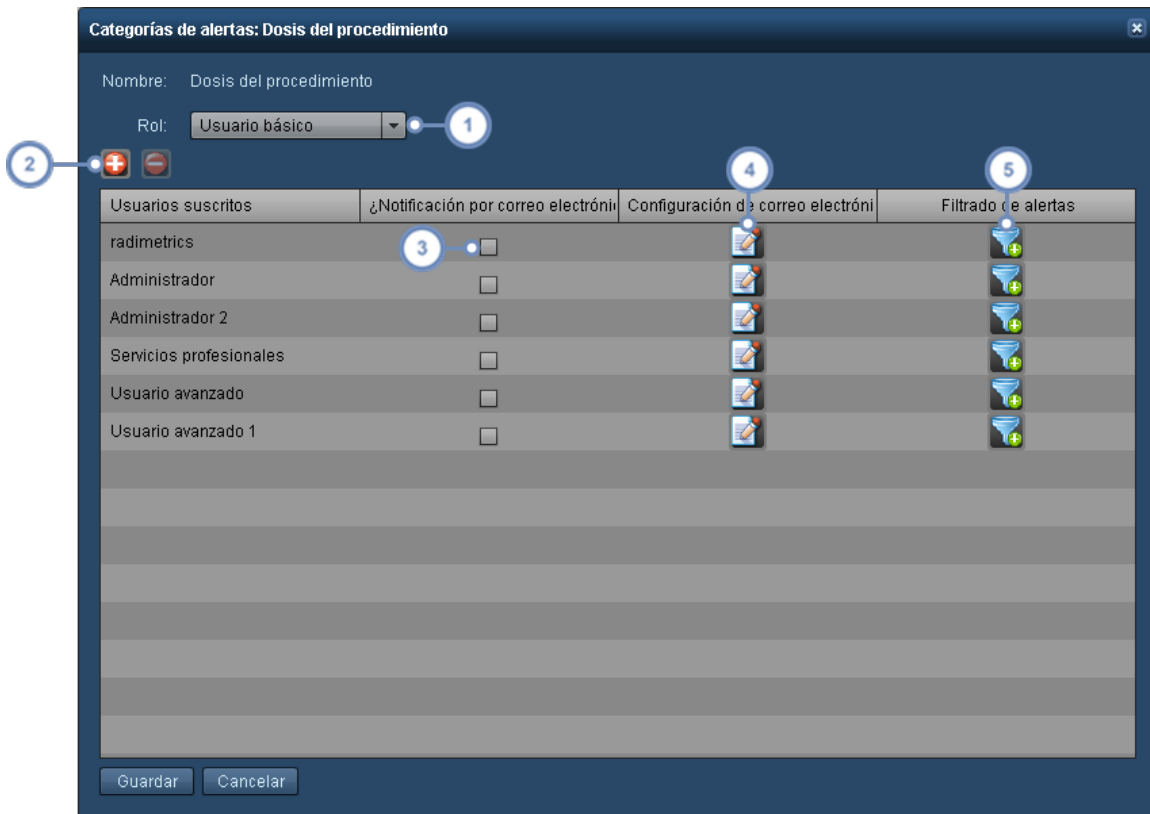 Categorías de alertas: Dosis del procedimiento
Nombre: Dosis del procedimiento
Rol: Usuario básico 1
2
4 5
Usuarios suscritos ¿Notificación por correo electrónic Configuración de correo electróni Filtrado de alertas
radimetrics 3
Administrador
Administrador 2
Servicios profesionales
Usuario avanzado
Usuario avanzado 1
Guardar Cancelar